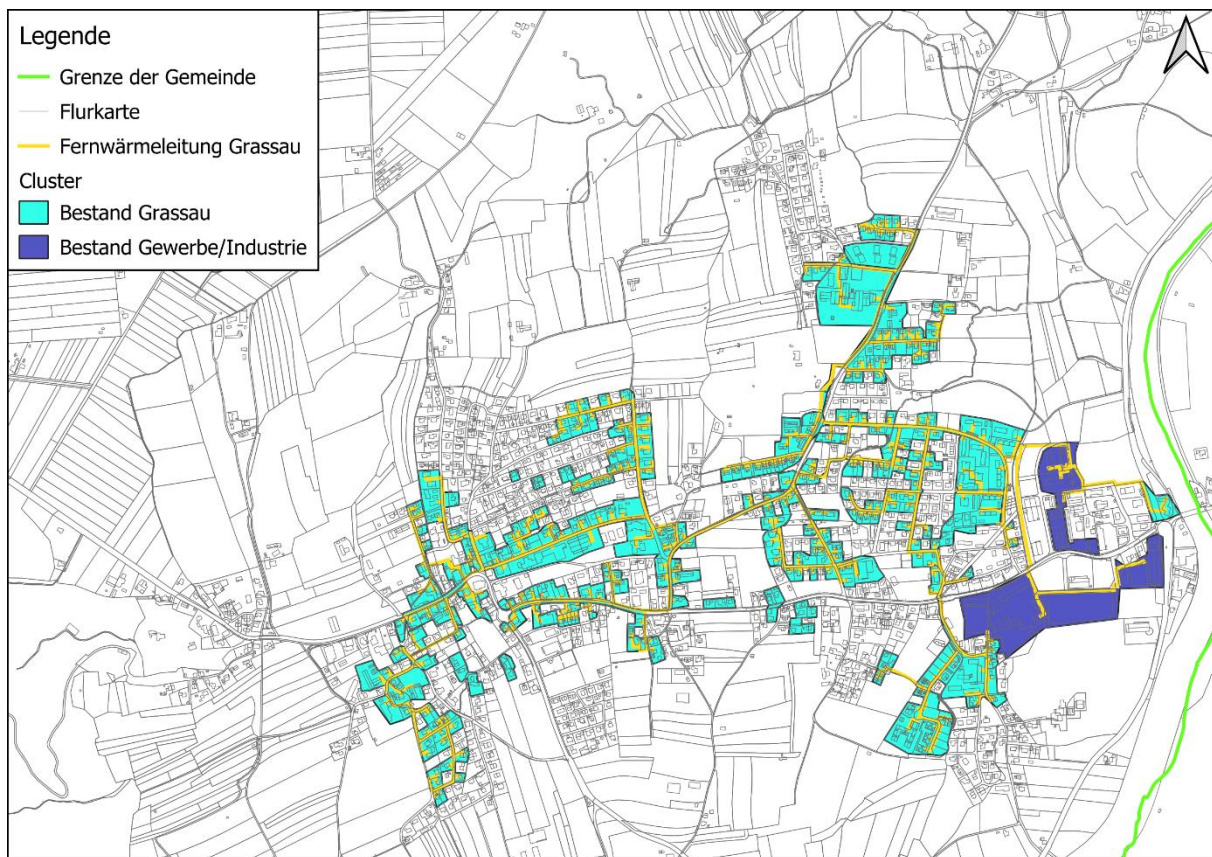 Legende
Grenze der Gemeinde
Flurkarte
Fernwärmeleitung Grassau
Cluster
Bestand Grassau
Bestand Gewerbe/Industrie